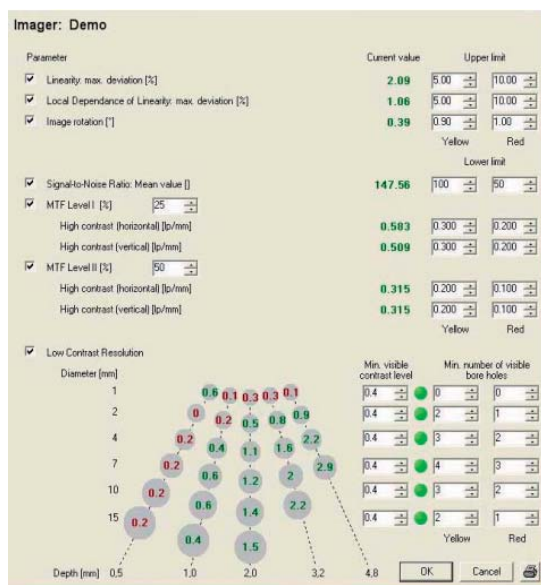 Imager: Demo
Parameter Current value Upper limit
Linearity: max. deviation [%] 2.09 5.00 10.00
Local Dependance of Linearity: max. deviation [%] 1.06 5.00 10.00
Image rotation [°] 0.39 0.90 1.00
Yellow Red
Lower limit
Signal-to-Noise Ratio: Mean value [] 147.56 100 50
MTF Level I [%] 25
High contrast (horizontal) [lp/mm] 0.503 0.300 0.200
High contrast (vertical) [lp/mm] 0.509 0.300 0.200
MTF Level II [%] 50
High contrast (horizontal) [lp/mm] 0.315 0.200 0.100
High contrast (vertical) [lp/mm] 0.315 0.200 0.100
Yellow Red
Low Contrast Resolution
Min. visible contrast level Min. number of visible bore holes
Diameter [mm]
1 0.6 0.1 0.3 0.3 0.1 0.4 0 0
2 0 0.2 0.5 0.8 0.9 0.4 2 1
4 0.2 0.4 1.1 1.6 2.2 0.4 3 2
7 0.2 0.6 1.2 2 2.9 0.4 4 3
10 0.2 0.6 1.4 2.2 0.4 3 2
15 0.2 0.4 1.5 0.4 2 1
Yellow Red
Depth [mm] 0,5 1,0 2,0 3,2 4,8 OK Cancel